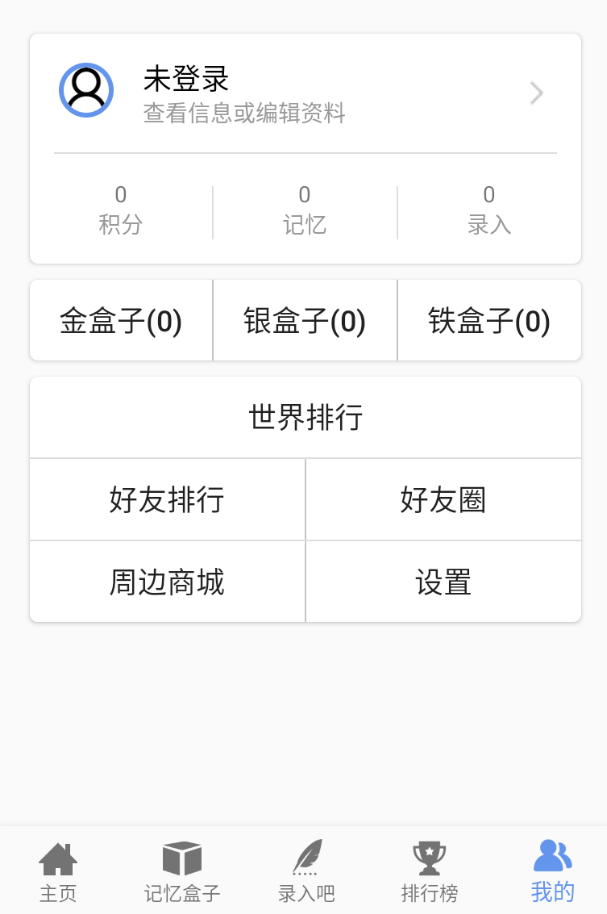 未登录
查看信息或编辑资料
0 0 0
积分 记忆 录入
金盒子(0) 银盒子(0) 铁盒子(0)
世界排行
好友排行 好友圈
周边商城 设置
主页 记忆盒子 录入吧 排行榜 我的